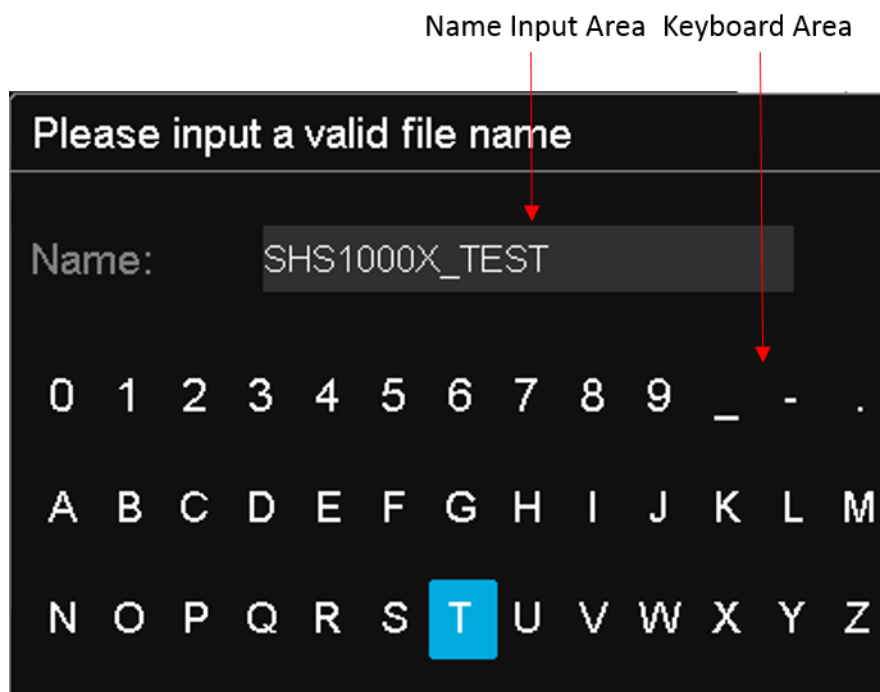 Name Input Area Keyboard Area
Please input a valid file name
Name: SHS1000X_TEST
0 1 2 3 4 5 6 7 8 9 _ - .
A B C D E F G H I J K L M
N O P Q R S T U V W X Y Z